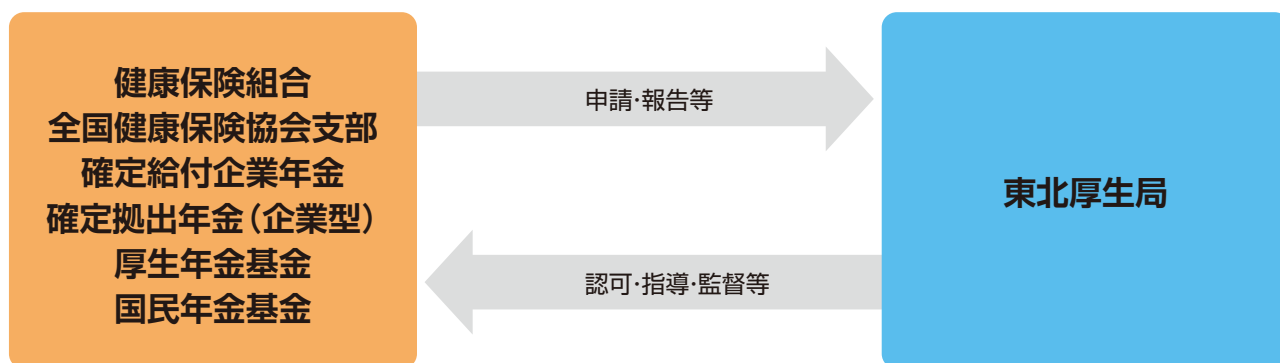 健康保険組合
全国健康保険協会支部
確定給付企業年金
確定拠出年金(企業型)
厚生年金基金
国民年金基金
申請・報告等
認可・指導・監督等
東北厚生局